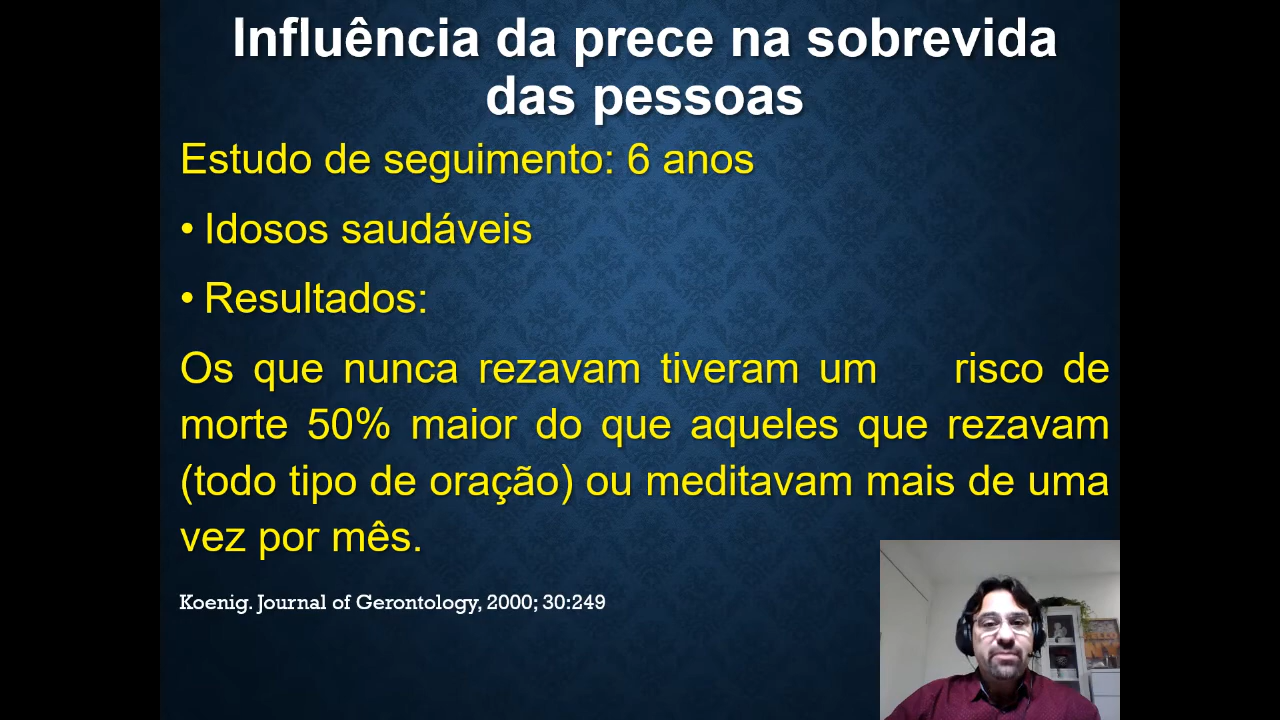 Influência da prece na sobrevida
das pessoas
Estudo de seguimento: 6 anos
• Idosos saudáveis
• Resultados:
Os que nunca rezavam tiveram um risco de
morte 50% maior do que aqueles que rezavam
(todo tipo de oração) ou meditavam mais de uma
vez por mês.
Koenig. Journal of Gerontology, 2000; 30:249